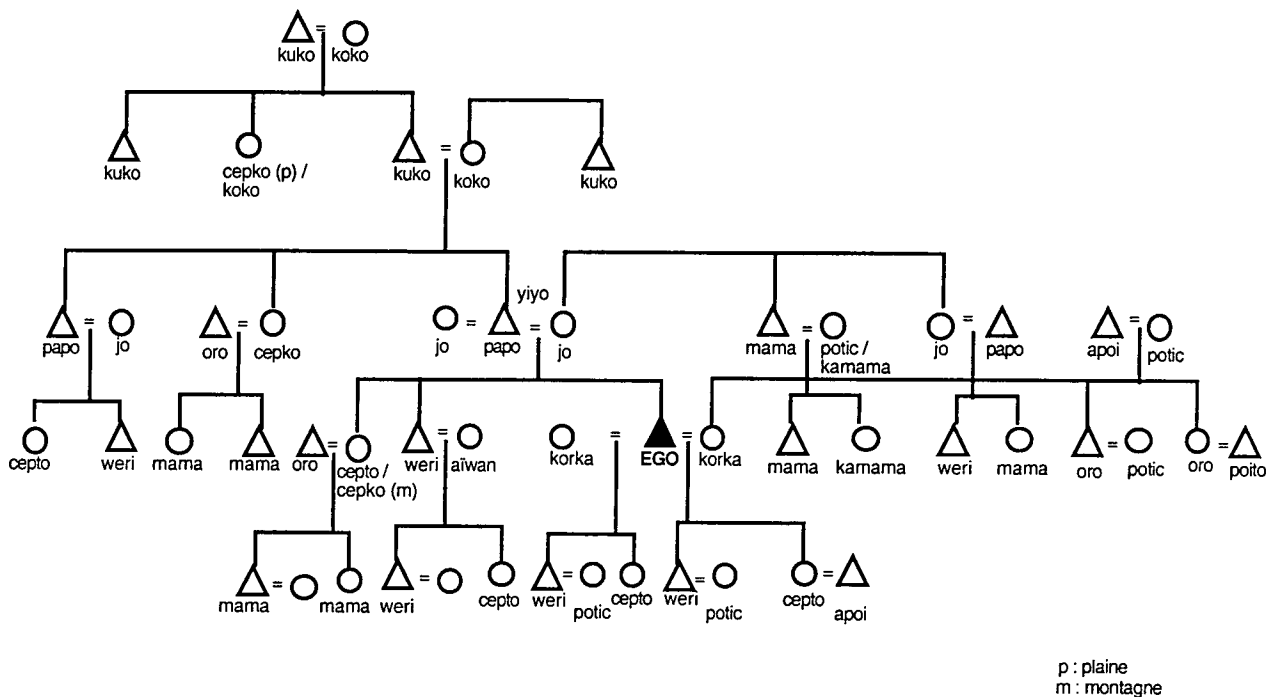 kuko koko
kuko cepko (p) / kuko koko kuko
koko
yiyo
papo jo oro cepko jo papo jo mama potic / jo papo apoi potic
karnama
cepto weri mama mama oro cepto / weri aïwan korka EGO korka mama karnama weri mama oro potic oro poito
cepko (m)
mama mama weri cepto weri potic cepto weri potic cepto apoi
p : plaine
m : montagne